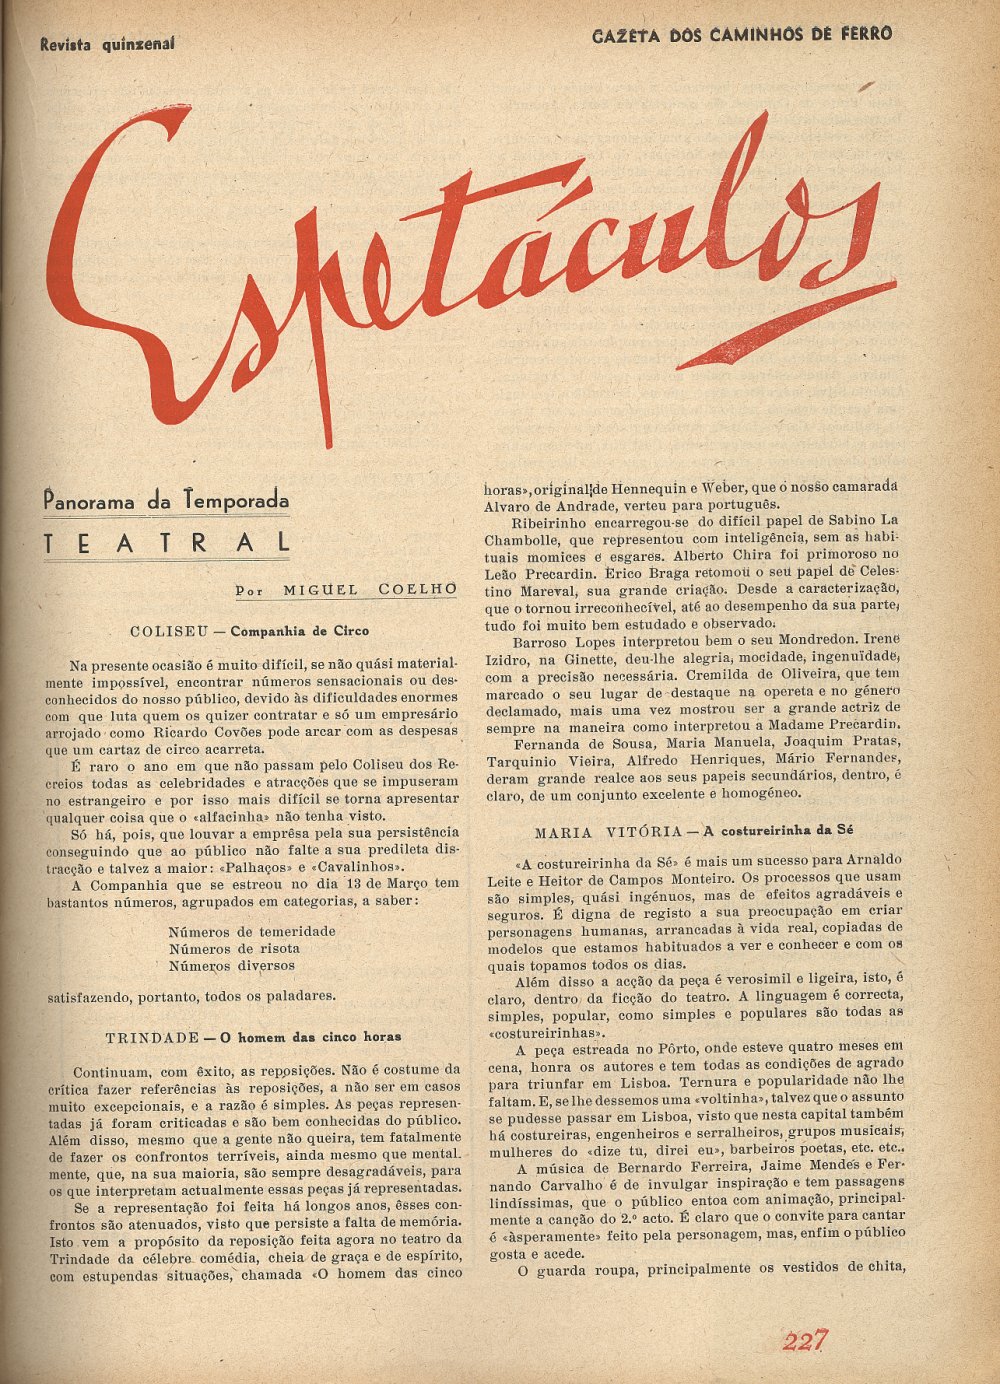 Revista quinzenal
GAZETA DOS CAMINHOS DE FERRO
Espetáculos
Panorama da Temporada
TEATRAL
Por MIGUEL COELHO
COLISEU — Companhia de Circo
Na presente ocasião é muito difícil, se não quási material-
mente impossível, encontrar números sensacionais ou des-
conhecidos do nosso público, devido às dificuldades enormes
com que luta quem os quizer contratar e só um empresário
arrojado como Ricardo Covões pode arcar com as despesas
que um cartaz de circo acarreta.
É raro o ano em que não passam pelo Coliseu dos Re-
creios todas as celebridades e atracções que se impuseram
no estrangeiro e por isso mais difícil se torna apresentar
qualquer coisa que o «alfacinha» não tenha visto.
Só há, pois, que louvar a emprêsa pela sua persistência
conseguindo que ao público não falte a sua predileta dis-
tracção e talvez a maior: «Palhaços» e «Cavalinhos».
A Companhia que se estreou no dia 13 de Março tem
bastantos números, agrupados em categorias, a saber:
Números de temeridade
Números de risota
Números diversos
satisfazendo, portanto, todos os paladares.
TRINDADE — O homem das cinco horas
Continuam, com êxito, as reposições. Não é costume da
crítica fazer referências às reposições, a não ser em casos
muito excepcionais, e a razão é simples. As peças represen-
tadas já foram criticadas e são bem conhecidas do público.
Além disso, mesmo que a gente não queira, tem fatalmente
de fazer os confrontos terríveis, ainda mesmo que mental.
mente, que, na sua maioria, são sempre desagradáveis, para
os que interpretam actualmente essas peças já representadas.
Se a representação foi feita há longos anos, êsses con-
frontos são atenuados, visto que persiste a falta de memória.
Isto vem a propósito da reposição feita agora no teatro da
Trindade da célebre comédia, cheia de graça e de espírito,
com estupendas situações, chamada «O homem das cinco
horas», original de Hennequin e Weber, que o nosso camarada
Alvaro de Andrade, verteu para português.
Ribeirinho encarregou-se do difícil papel de Sabino La
Chambolle, que representou com inteligência, sem as habi-
tuais momices e esgares. Alberto Chira foi primoroso no
Leão Precardin. Érico Braga retomou o seu papel de Celes-
tino Mareval, sua grande criação. Desde a caracterização,
que o tornou irreconhecível, até ao desempenho da sua parte,
tudo foi muito bem estudado e observado.
Barroso Lopes interpretou bem o seu Mondredon. Irene
Izidro, na Ginette, deu-lhe alegria, mocidade, ingenuïdade,
com a precisão necessária. Cremilda de Oliveira, que tem
marcado o seu lugar de destaque na opereta e no género
declamado, mais uma vez mostrou ser a grande actriz de
sempre na maneira como interpretou a Madame Precardin.
Fernanda de Sousa, Maria Manuela, Joaquim Pratas,
Tarquinio Vieira, Alfredo Henriques, Mário Fernandes,
deram grande realce aos seus papeis secundários, dentro, é
claro, de um conjunto excelente e homogéneo.
MARIA VITÓRIA — A costureirinha da Sé
«A costureirinha da Sé» é mais um sucesso para Arnaldo
Leite e Heitor de Campos Monteiro. Os processos que usam
são simples, quási ingénuos, mas de efeitos agradáveis e
seguros. É digna de registo a sua preocupação em criar
personagens humanas, arrancadas à vida real, copiadas de
modelos que estamos habituados a ver e conhecer e com os
quais topamos todos os dias.
Além disso a acção da peça é verosimil e ligeira, isto, é
claro, dentro da ficção do teatro. A linguagem é correcta,
simples, popular, como simples e populares são todas as
«costureirinhas».
A peça estreada no Pôrto, onde esteve quatro meses em
cena, honra os autores e tem todas as condições de agrado
para triunfar em Lisboa. Ternura e popularidade não lhe
faltam. E, se lhe dessemos uma «voltinha», talvez que o assunto
se pudesse passar em Lisboa, visto que nesta capital também
há costureiras, engenheiros e serralheiros, grupos musicais,
mulheres do «dize tu, direi eu», barbeiros poetas, etc. etc..
A música de Bernardo Ferreira, Jaime Mendes e Fer-
nando Carvalho é de invulgar inspiração e tem passagens
lindíssimas, que o público entoa com animação, principal-
mente a canção do 2.º acto. É claro que o convite para cantar
é «àsperamente» feito pela personagem, mas, enfim o público
gosta e acede.
O guarda roupa, principalmente os vestidos de chita,
227